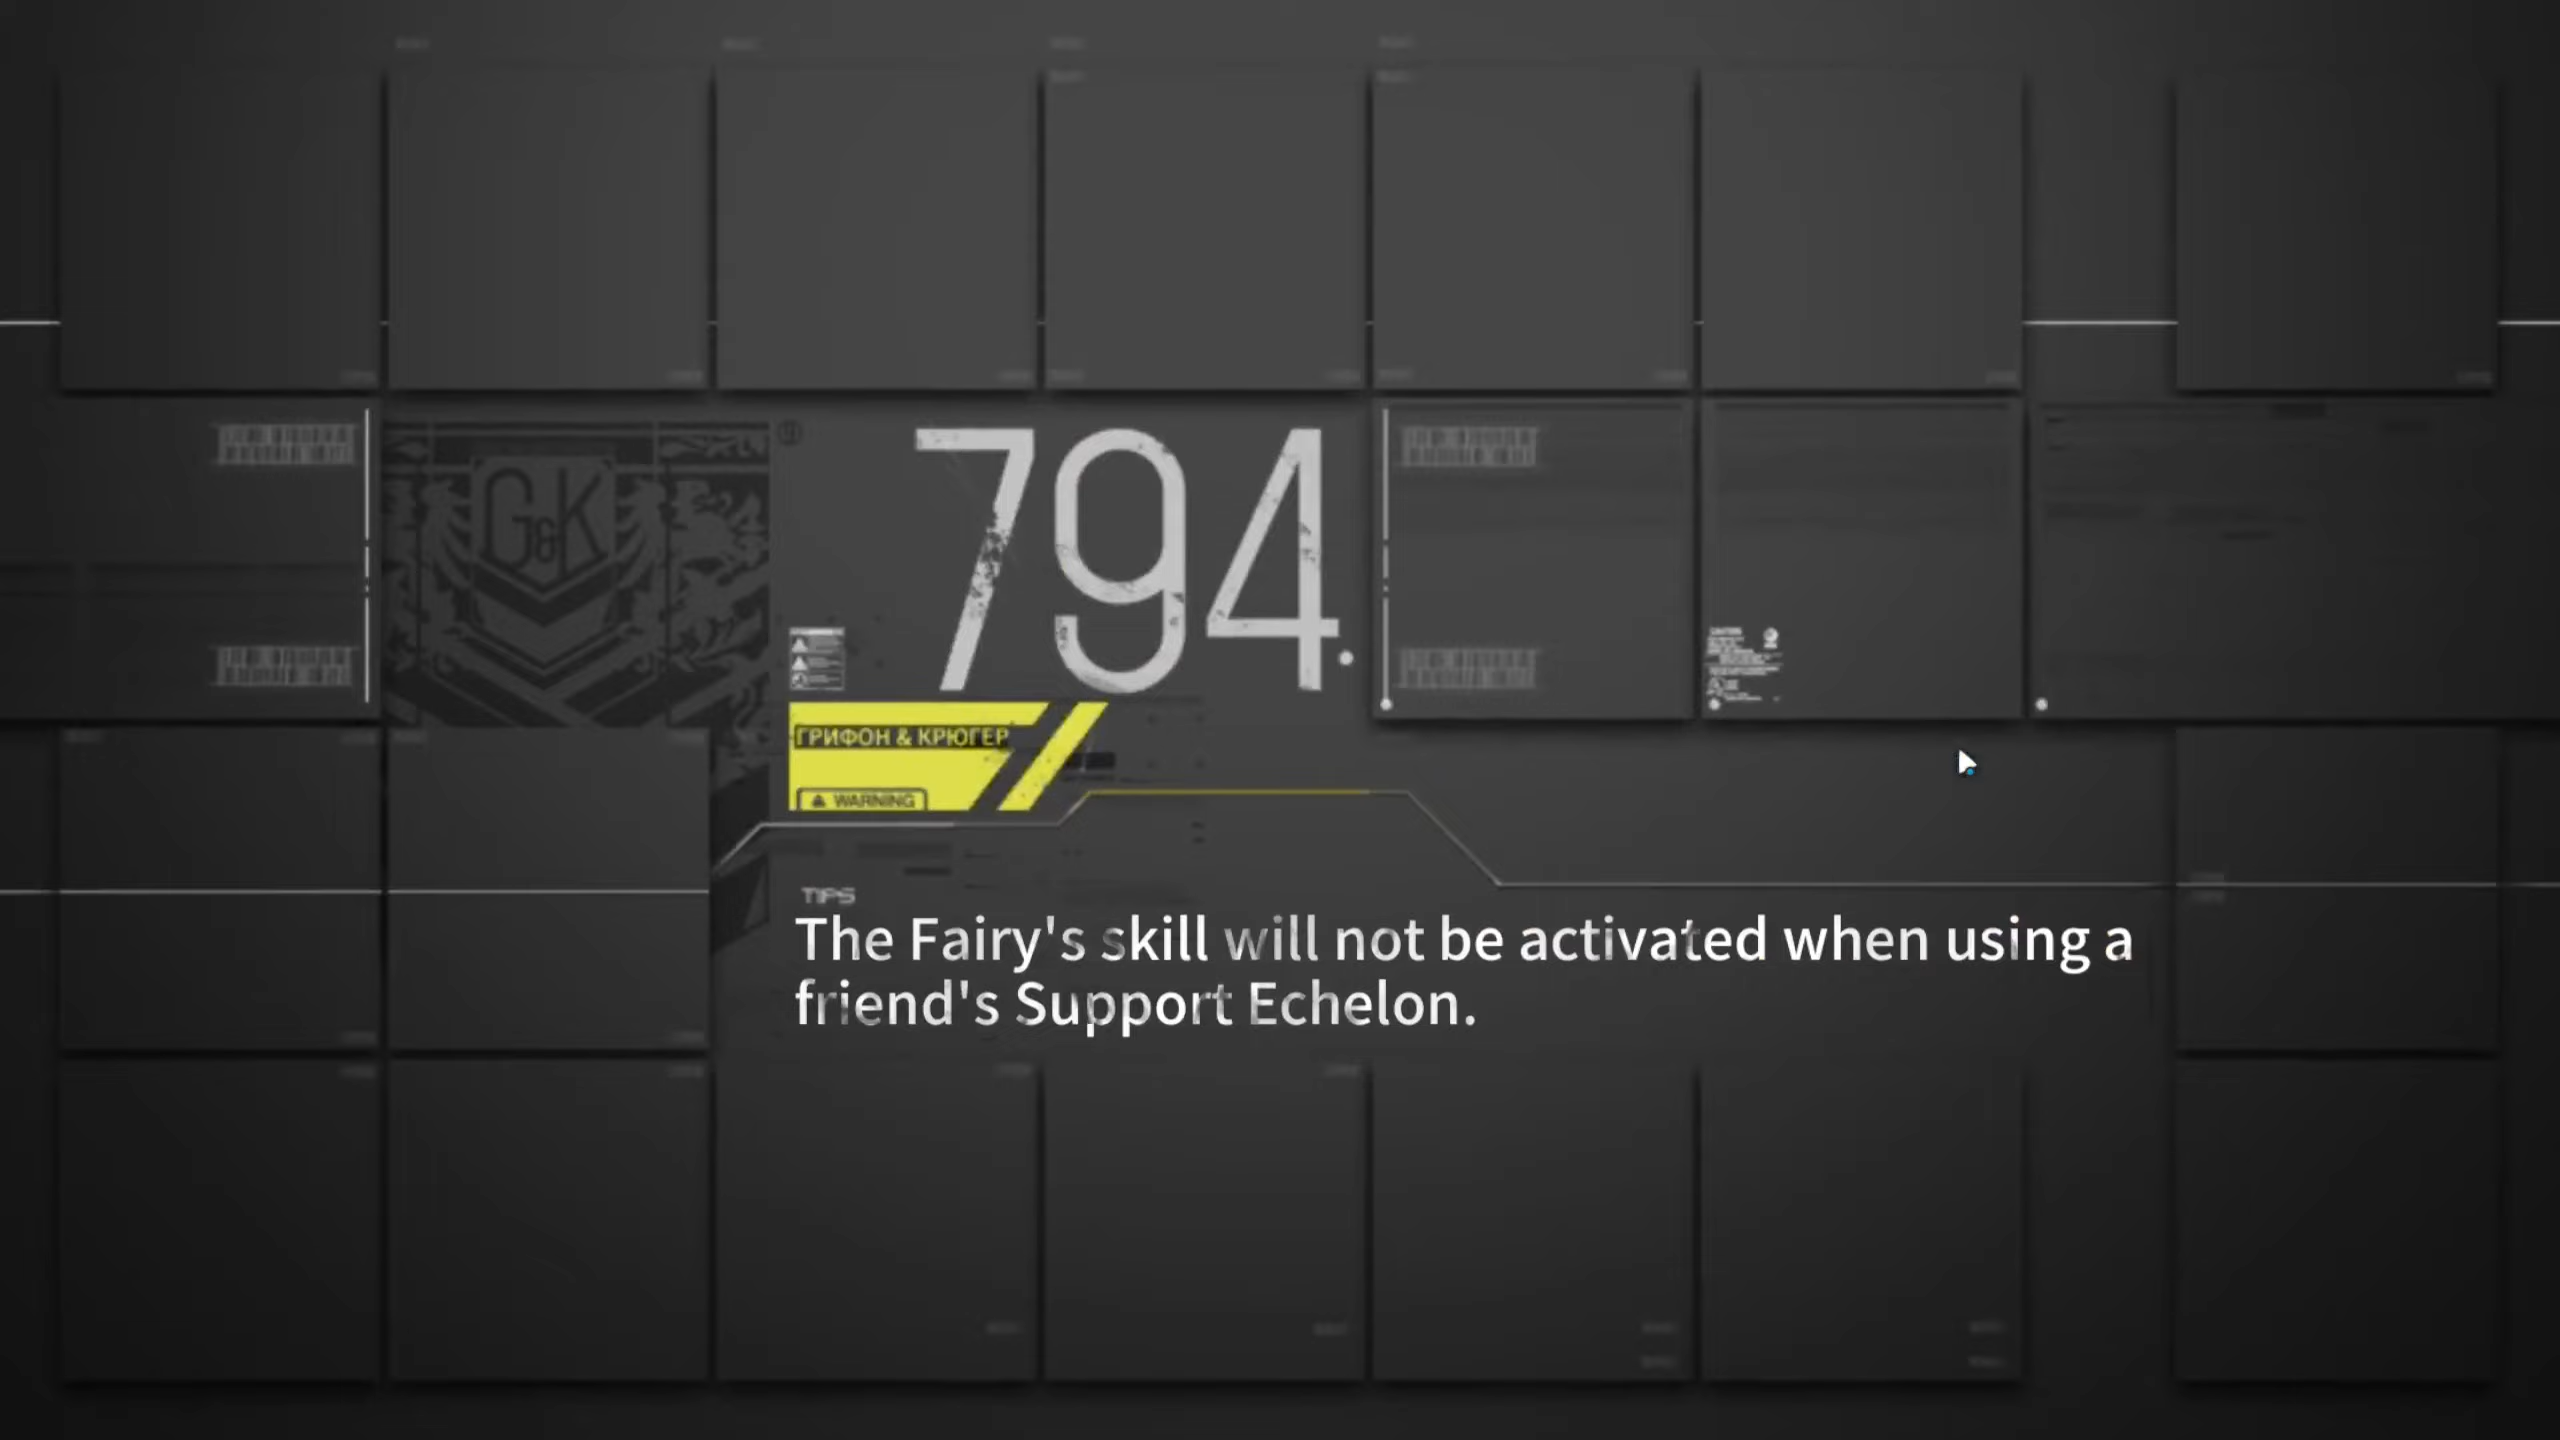 G&K
794.
ГРИФОН & КРЮГЕР
WARNING
TIPS
The Fairy's skill will not be activated when using a
friend's Support Echelon.